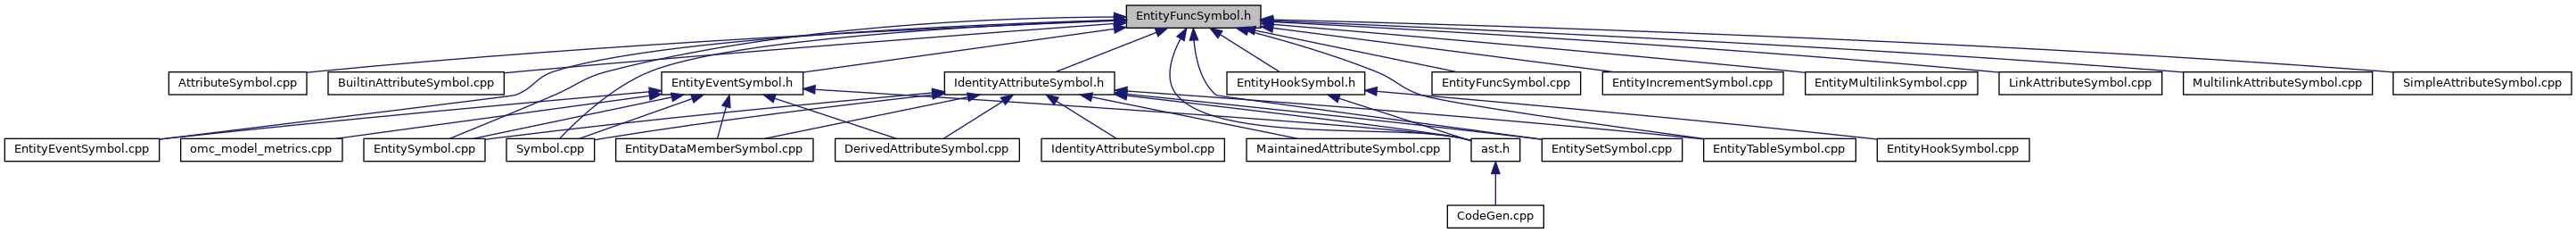 EntityFuncSymbol.h
AttributeSymbol.cpp
BuiltinAttributeSymbol.cpp
EntityEventSymbol.h
IdentityAttributeSymbol.h
EntityHookSymbol.h
EntityFuncSymbol.cpp
EntityIncrementSymbol.cpp
EntityMultilinkSymbol.cpp
LinkAttributeSymbol.cpp
MultilinkAttributeSymbol.cpp
SimpleAttributeSymbol.cpp
EntityEventSymbol.cpp
omc_model_metrics.cpp
EntitySymbol.cpp
Symbol.cpp
EntityDataMemberSymbol.cpp
DerivedAttributeSymbol.cpp
IdentityAttributeSymbol.cpp
MaintainedAttributeSymbol.cpp
ast.h
EntitySetSymbol.cpp
EntityTableSymbol.cpp
EntityHookSymbol.cpp
CodeGen.cpp